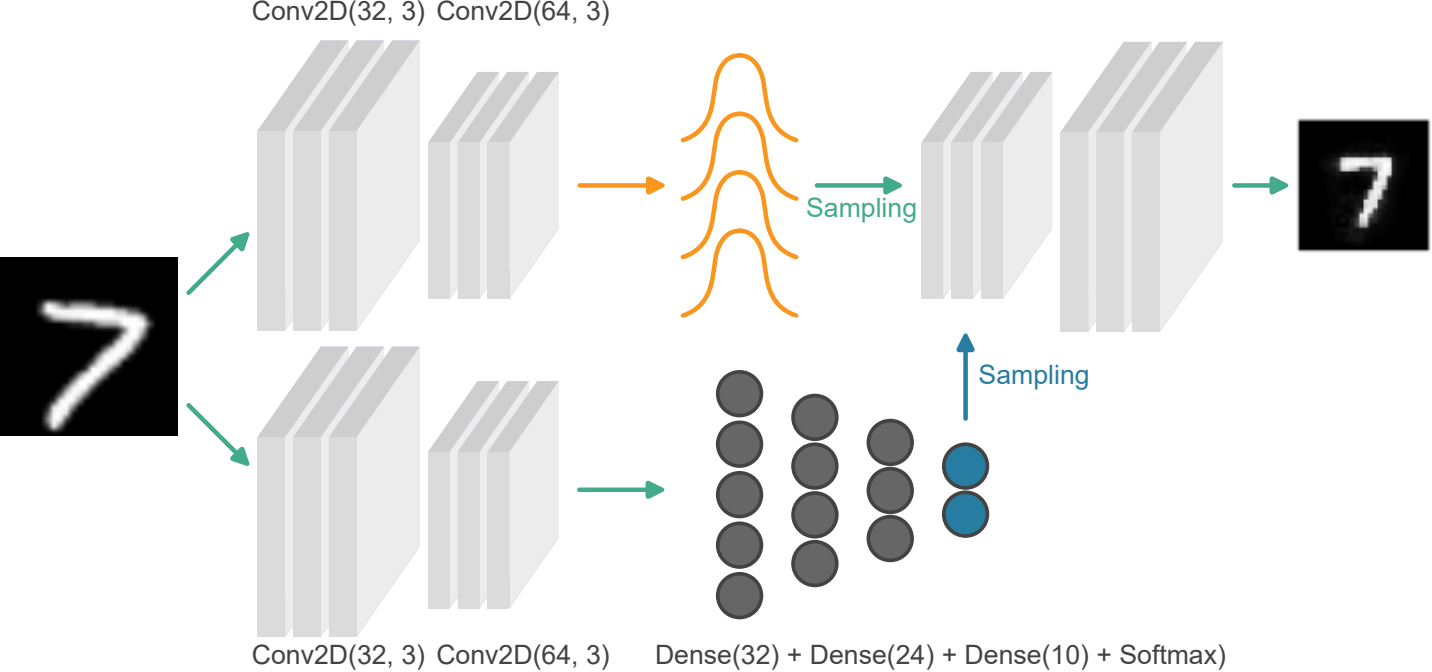 Conv2D(32, 3) Conv2D(64, 3)
Sampling
Sampling
Conv2D(32, 3) Conv2D(64, 3) Dense(32) + Dense(24) + Dense(10) + Softmax)